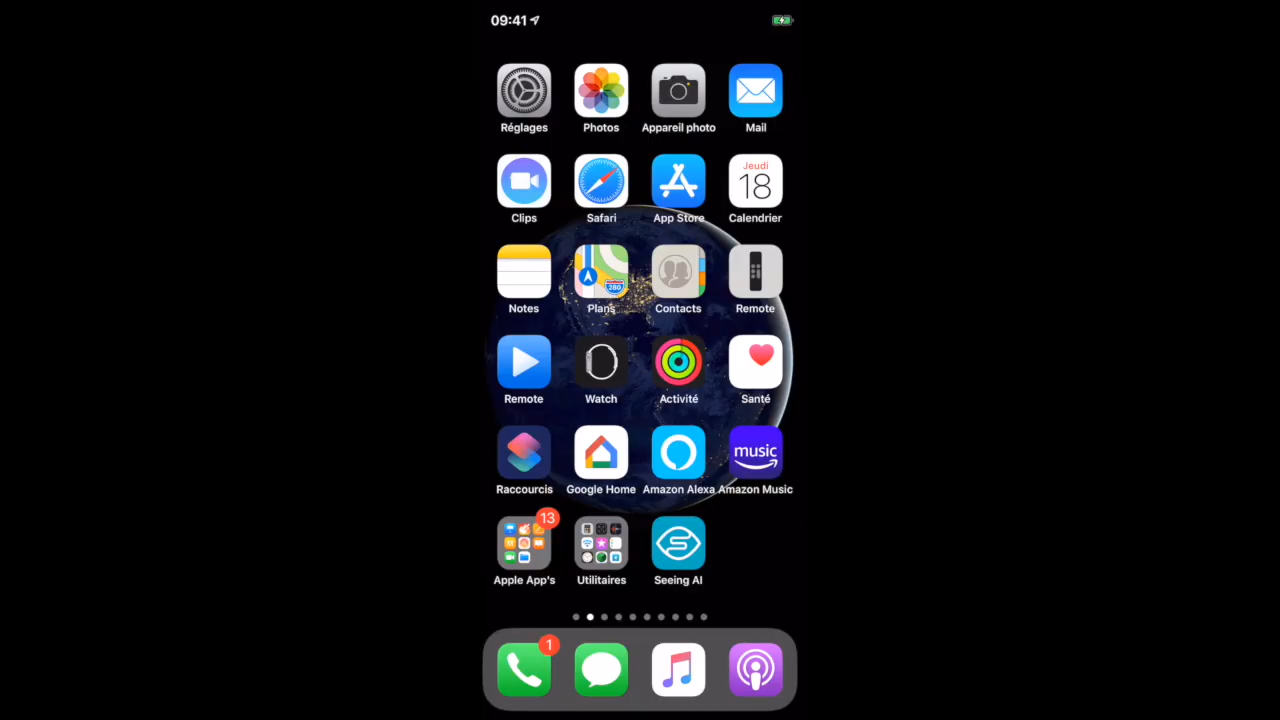 09:41
Réglages Photos Appareil photo Mail
Jeudi
18
Clips Safari App Store Calendrier
280
Notes Plans Contacts Remote
Remote Watch Activité Santé
music
Raccourcis Google Home Amazon Alexa Amazon Music
13
Apple App's Utilitaires Seeing AI
1